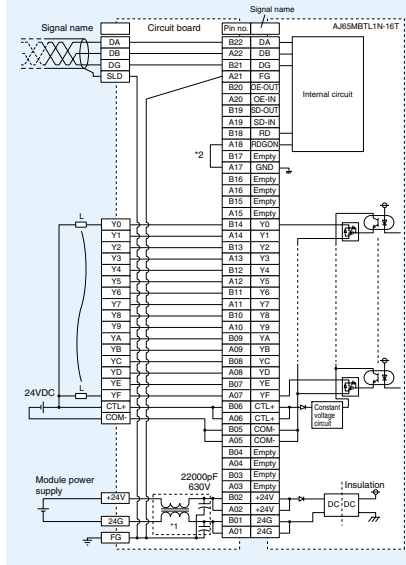 Signal name
Signal name Circuit board Pin no. AJ65MBTL1N-16T
DA B22 DA
DB A22 DB
DG B21 DG
SLD A21 FG
B20 OE-OUT
A20 OE-IN
B19 SD-OUT
A19 SD-IN
B18 RD
A18 RDGON
B17 Empty
A17 GND
B16 Empty
A16 Empty
B15 Empty
A15 Empty
Internal circuit
*2
L
Y0 B14 Y0
Y1 A14 Y1
Y2 B13 Y2
Y3 A13 Y3
Y4 B12 Y4
Y5 A12 Y5
Y6 B11 Y6
Y7 A11 Y7
Y8 B10 Y8
Y9 A10 Y9
YA B09 YA
YB A09 YB
YC B08 YC
YD A08 YD
YE B07 YE
L
YF A07 YF
24VDC
CTL+ B06 CTL+
COM- A06 CTL+
B05 COM-
A05 COM-
B04 Empty
A04 Empty
B03 Empty
A03 Empty
Constant voltage circuit
Module power supply
22000pF
630V
+24V B02 +24V
A02 +24V
24G B01 24G
A01 24G
FG
*1
Insulation
DC DC